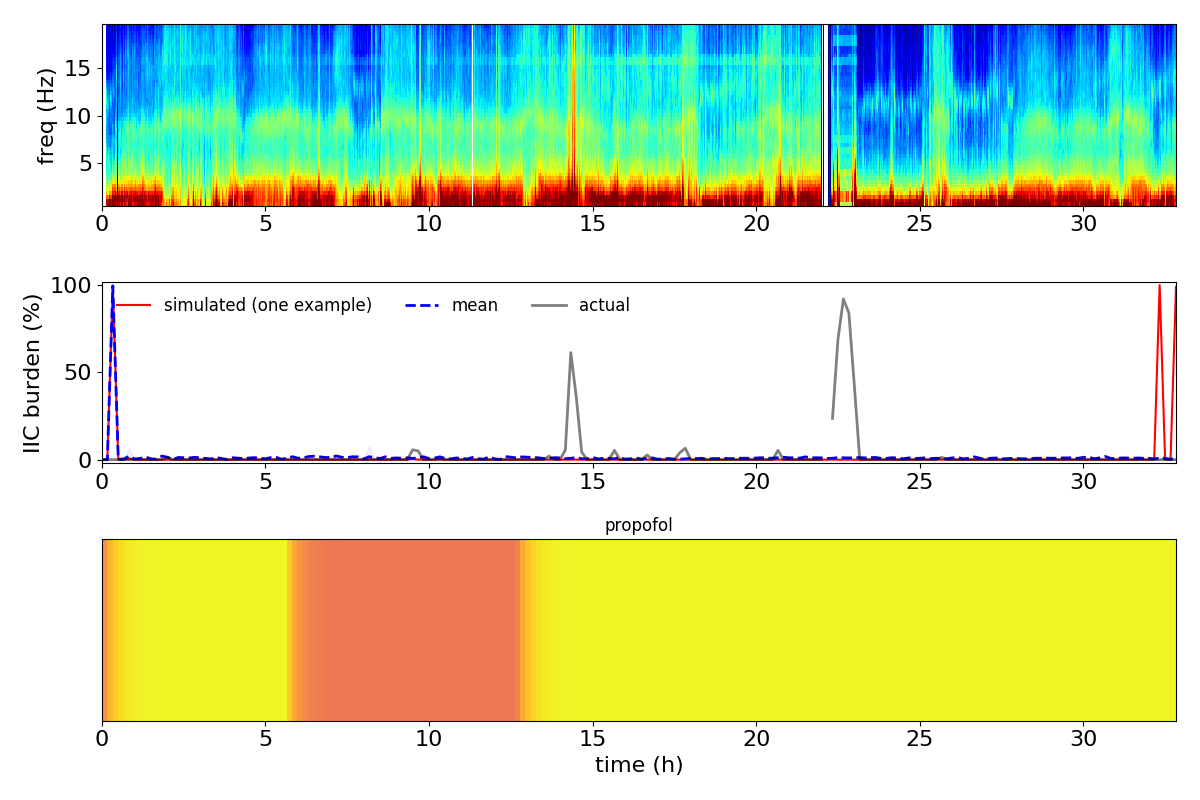 freq (Hz)
15
10
5
0 5 10 15 20 25 30
IIC burden (%)
100
50
0
simulated (one example) mean actual
0 5 10 15 20 25 30
propofol
0 5 10 15 20 25 30
time (h)